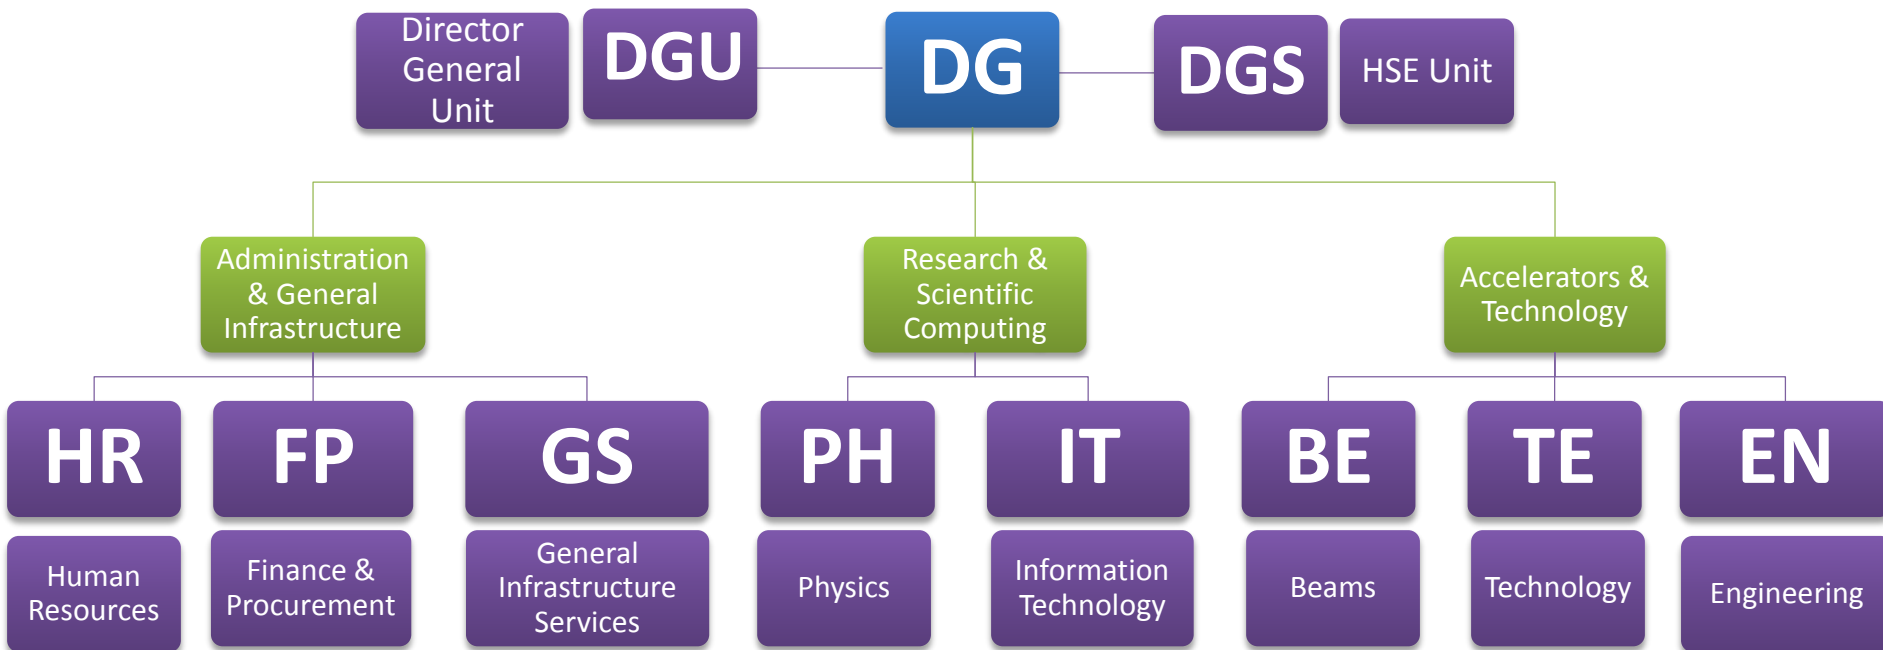 Director
General
Unit
DGU
DG
DGS
HSE Unit
Administration
& General
Infrastructure
Research &
Scientific
Computing
Accelerators &
Technology
HR
FP
GS
PH
IT
BE
TE
EN
Human
Resources
Finance &
Procurement
General
Infrastructure
Services
Physics
Information
Technology
Beams
Technology
Engineering